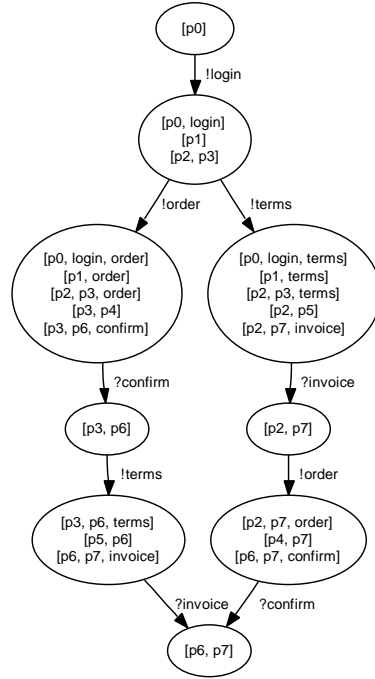 [p0]
!login
[p0, login]
[p1]
[p2, p3]
!order
!terms
[p0, login, order]
[p1, order]
[p2, p3, order]
[p3, p4]
[p3, p6, confirm]
[p0, login, terms]
[p1, terms]
[p2, p3, terms]
[p2, p5]
[p2, p7, invoice]
?confirm
?invoice
[p3, p6]
[p2, p7]
!terms
!order
[p3, p6, terms]
[p5, p6]
[p6, p7, invoice]
[p2, p7, order]
[p4, p7]
[p6, p7, confirm]
?invoice
?confirm
[p6, p7]